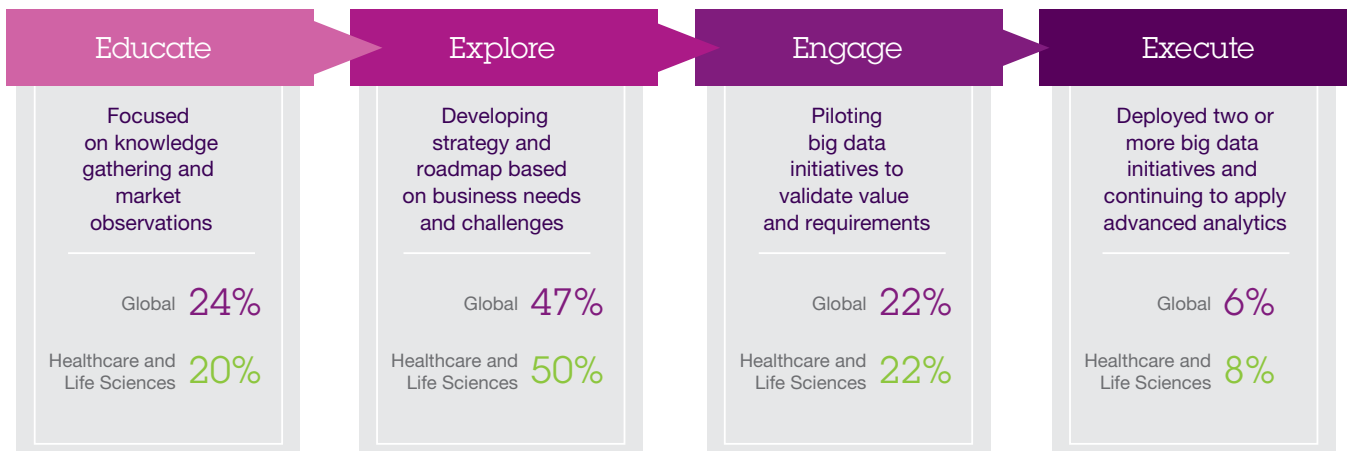 Educate
Focused
on knowledge
gathering and
market
observations
Global 24%
Healthcare and
Life Sciences 20%
Explore
Developing
strategy and
roadmap based
on business needs
and challenges
Global 47%
Healthcare and
Life Sciences 50%
Engage
Piloting
big data
initiatives to
validate value
and requirements
Global 22%
Healthcare and
Life Sciences 22%
Execute
Deployed two or
more big data
initiatives and
continuing to apply
advanced analytics
Global 6%
Healthcare and
Life Sciences 8%